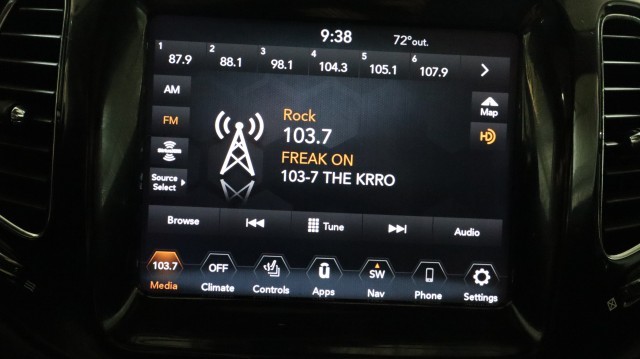 9:38
72°out.
1 2 3 4 5 6
87.9 88.1 98.1 104.3 105.1 107.9
AM
FM
Source
Select
Rock
103.7
FREAK ON
103-7 THE KRRO
Map
HD
Browse
Tune
Audio
103.7 OFF SW
Media Climate Controls Apps Nav Phone Settings